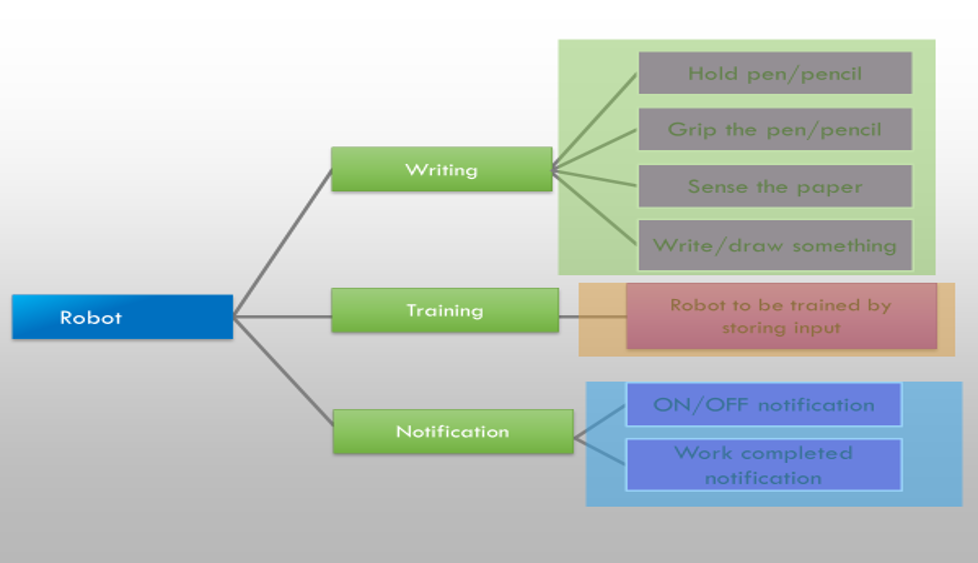 Robot
Writing
Hold pen/pencil
Grip the pen/pencil
Sense the paper
Write/draw something
Training
Robot to be trained by
storing input
Notification
ON/OFF notification
Work completed
notification